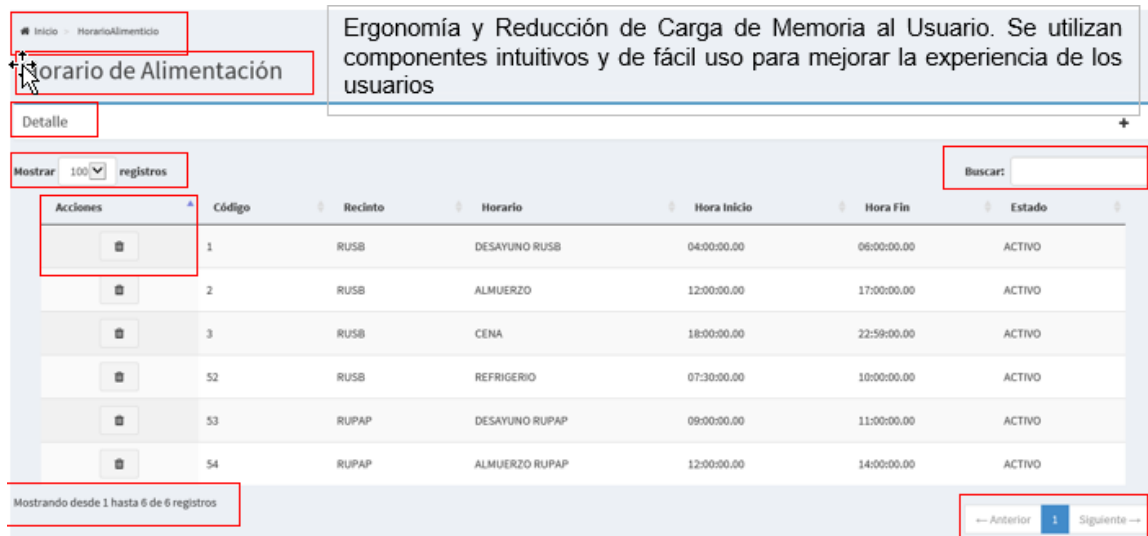 Inicio > HorarioAlimenticio
Ergonomía y Reducción de Carga de Memoria al Usuario. Se utilizan
componentes intuitivos y de fácil uso para mejorar la experiencia de los
usuarios
Horario de Alimentación
Detalle +
Mostrar 100 registros Buscar:
Acciones Código Recinto Horario Hora Inicio Hora Fin Estado
1 RUSB DESAYUNO RUSB 04:00:00.00 06:00:00.00 ACTIVO
2 RUSB ALMUERZO 12:00:00.00 17:00:00.00 ACTIVO
3 RUSB CENA 18:00:00.00 22:59:00.00 ACTIVO
52 RUSB REFRIGERIO 07:30:00.00 10:00:00.00 ACTIVO
53 RUPAP DESAYUNO RUPAP 09:00:00.00 11:00:00.00 ACTIVO
54 RUPAP ALMUERZO RUPAP 12:00:00.00 14:00:00.00 ACTIVO
Mostrando desde 1 hasta 6 de 6 registros
← Anterior 1 Siguiente →